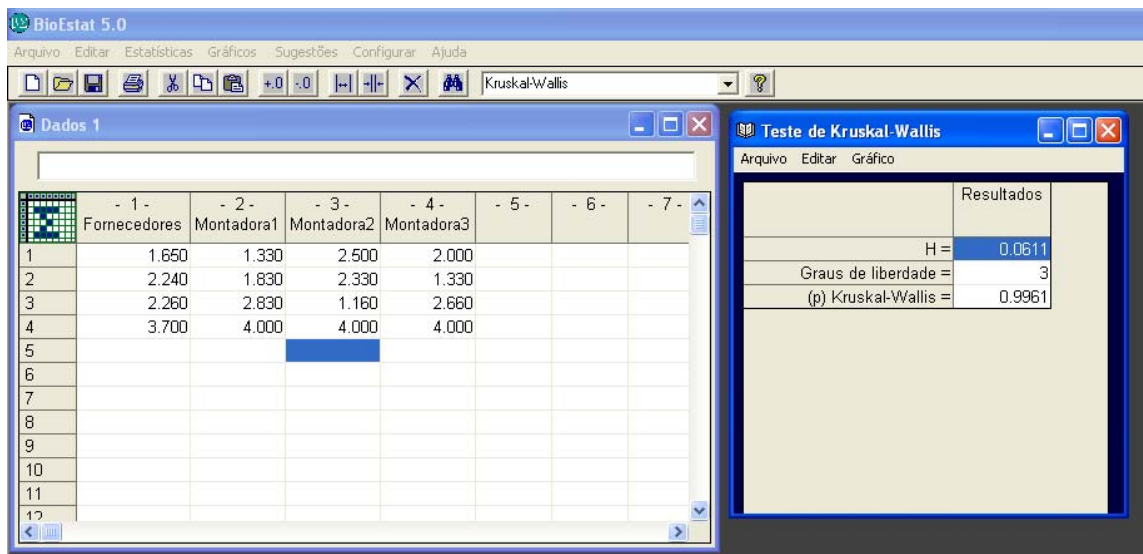 BioEstat 5.0
Arquivo Editar Estatísticas Gráficos Sugestões Configurar Ajuda
+.0 -.0 Kruskal-Wallis ?
Dados 1
- 1 - - 2 - - 3 - - 4 - - 5 - - 6 - - 7 -
Fornecedores Montadora1 Montadora2 Montadora3
1 1.650 1.330 2.500 2.000
2 2.240 1.830 2.330 1.330
3 2.260 2.830 1.160 2.660
4 3.700 4.000 4.000 4.000
5
6
7
8
9
10
11
12
Teste de Kruskal-Wallis
Arquivo Editar Gráfico
Resultados
H = 0.0611
Graus de liberdade = 3
(p) Kruskal-Wallis = 0.9961